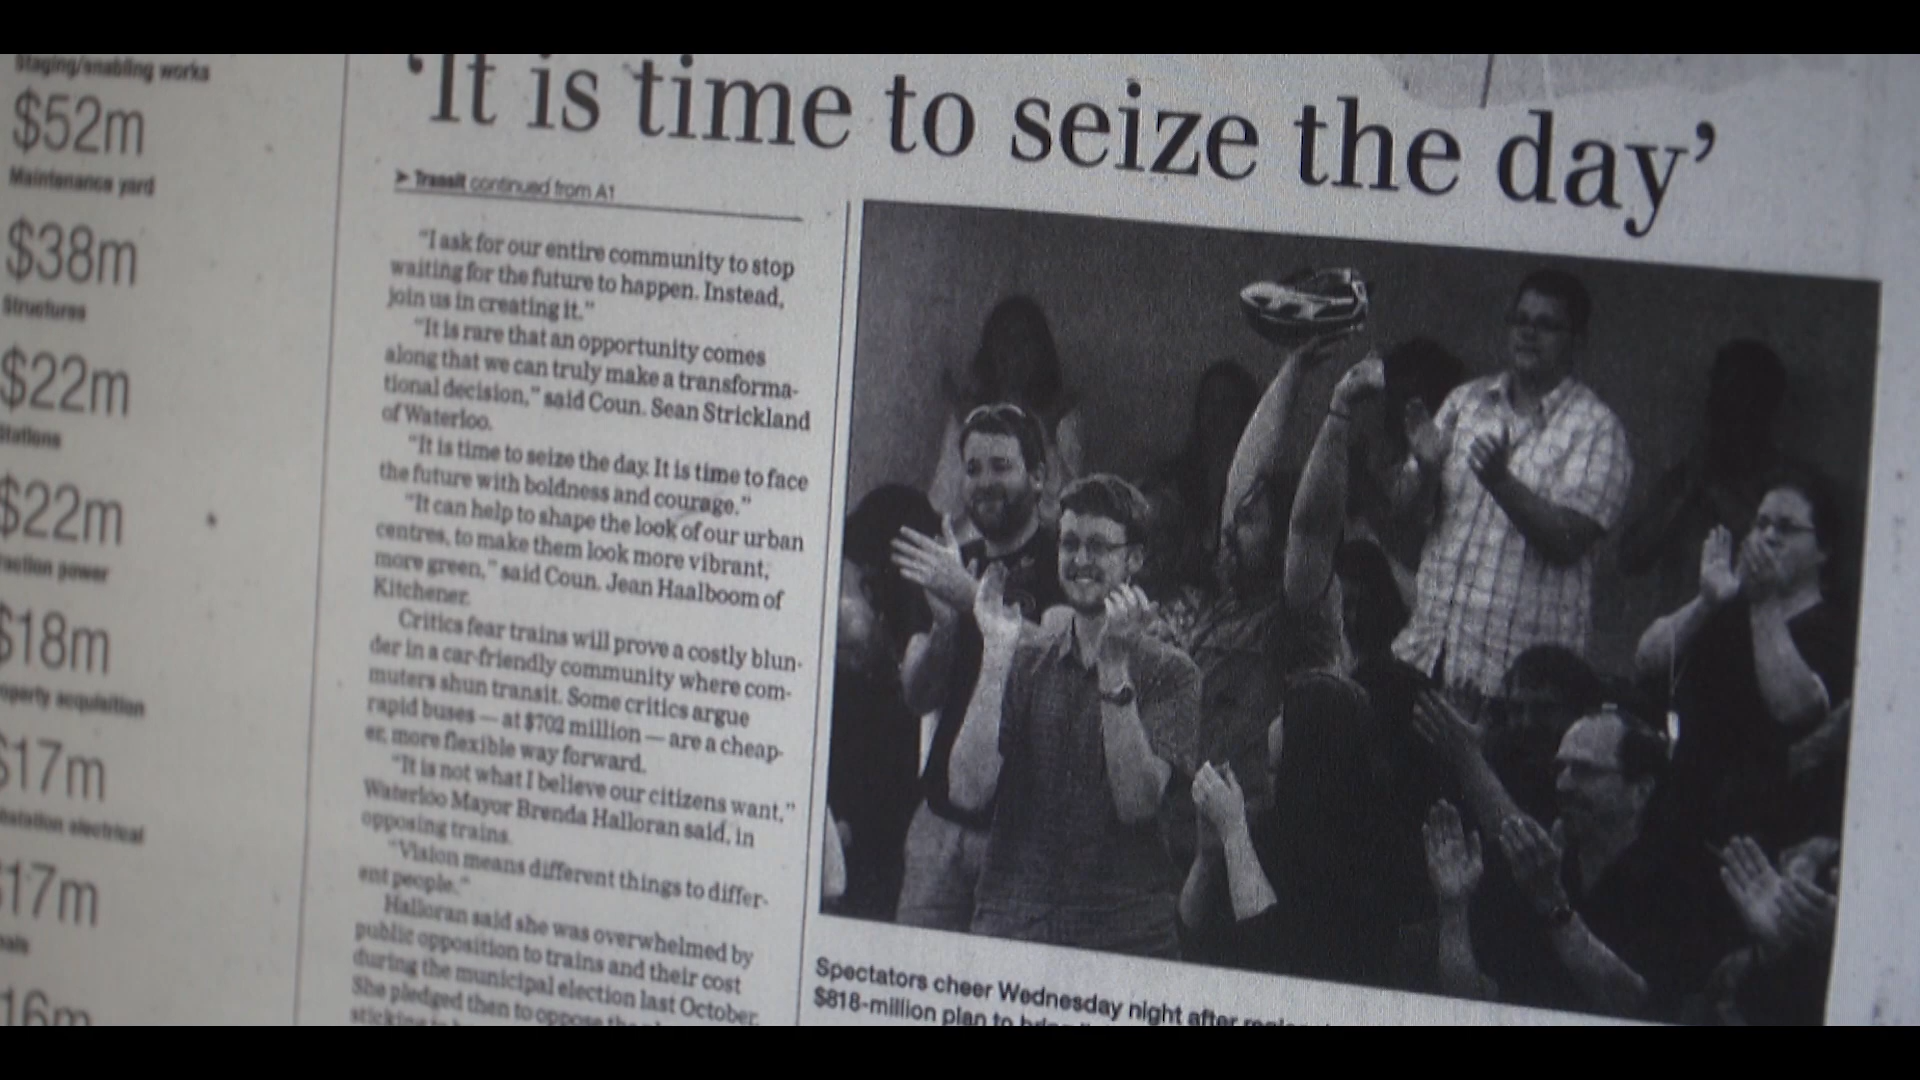 Staging/enabling works
$52m
Maintenance yard
$38m
Structures
$22m
Stations
$22m
power
$18m
acquisition
$17m
electrical
17m
16m
‘It is time to seize the day’
➤ Transit continued from A1
“I ask for our entire community to stop
waiting for the future to happen. Instead,
join us in creating it.”
“It is rare that an opportunity comes
along that we can truly make a transforma-
tional decision,” said Coun. Sean Strickland
of Waterloo.
“It is time to seize the day. It is time to face
the future with boldness and courage.”
“It can help to shape the look of our urban
centres, to make them look more vibrant,
more green,” said Coun. Jean Haalboom of
Kitchener.
Critics fear trains will prove a costly blun-
der in a car-friendly community where com-
muters shun transit. Some critics argue
rapid buses — at $702 million — are a cheap-
er, more flexible way forward.
“It is not what I believe our citizens want,”
Waterloo Mayor Brenda Halloran said, in
opposing trains.
“Vision means different things to differ-
ent people.”
Halloran said she was overwhelmed by
public opposition to trains and their cost
during the municipal election last October.
She pledged then to oppose
Spectators cheer Wednesday night after
$818-million plan to